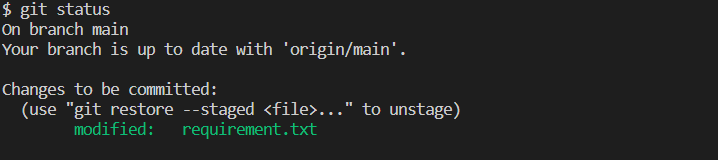 $ git status
On branch main
Your branch is up to date with 'origin/main'.
Changes to be committed:
(use "git restore --staged <file>..." to unstage)
modified: requirement.txt